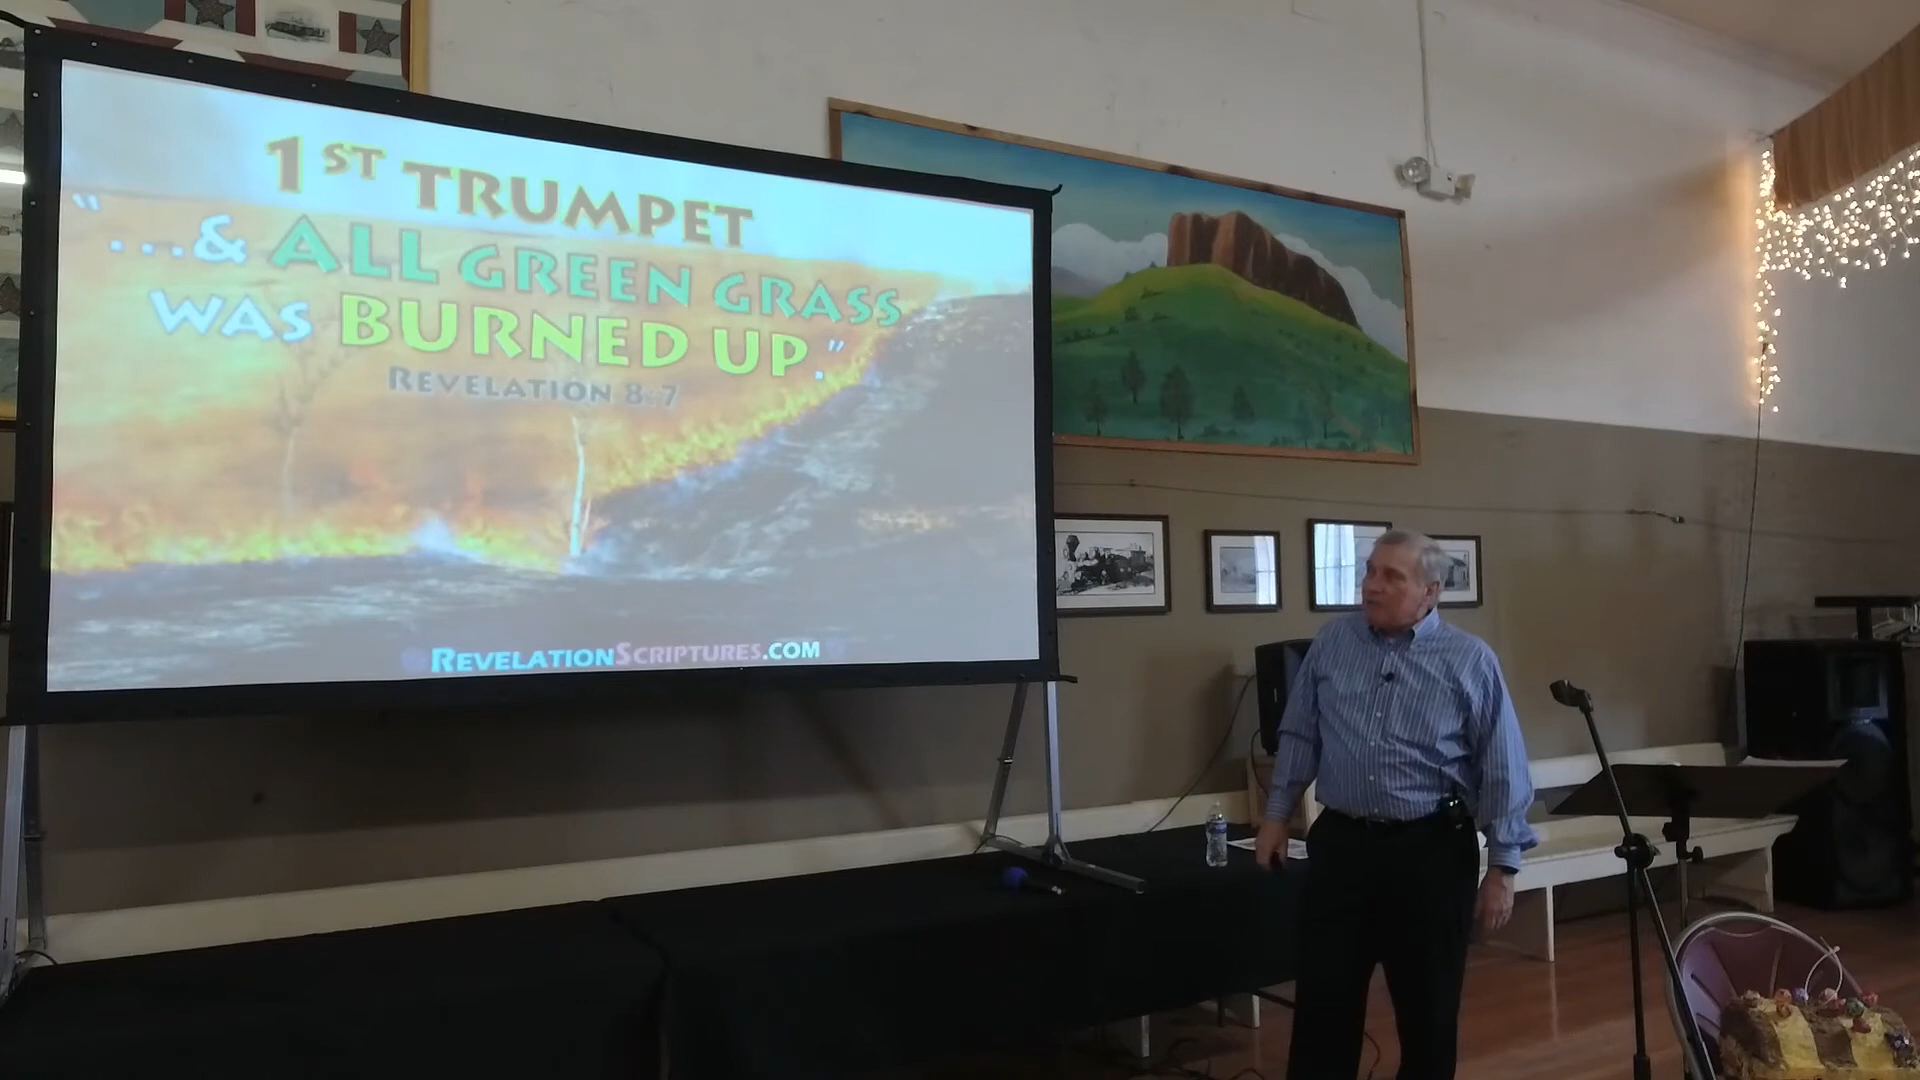 1ST TRUMPET
"...& ALL GREEN GRASS
WAS BURNED UP."
REVELATION 8:7
REVELATIONSCRIPTURES.COM